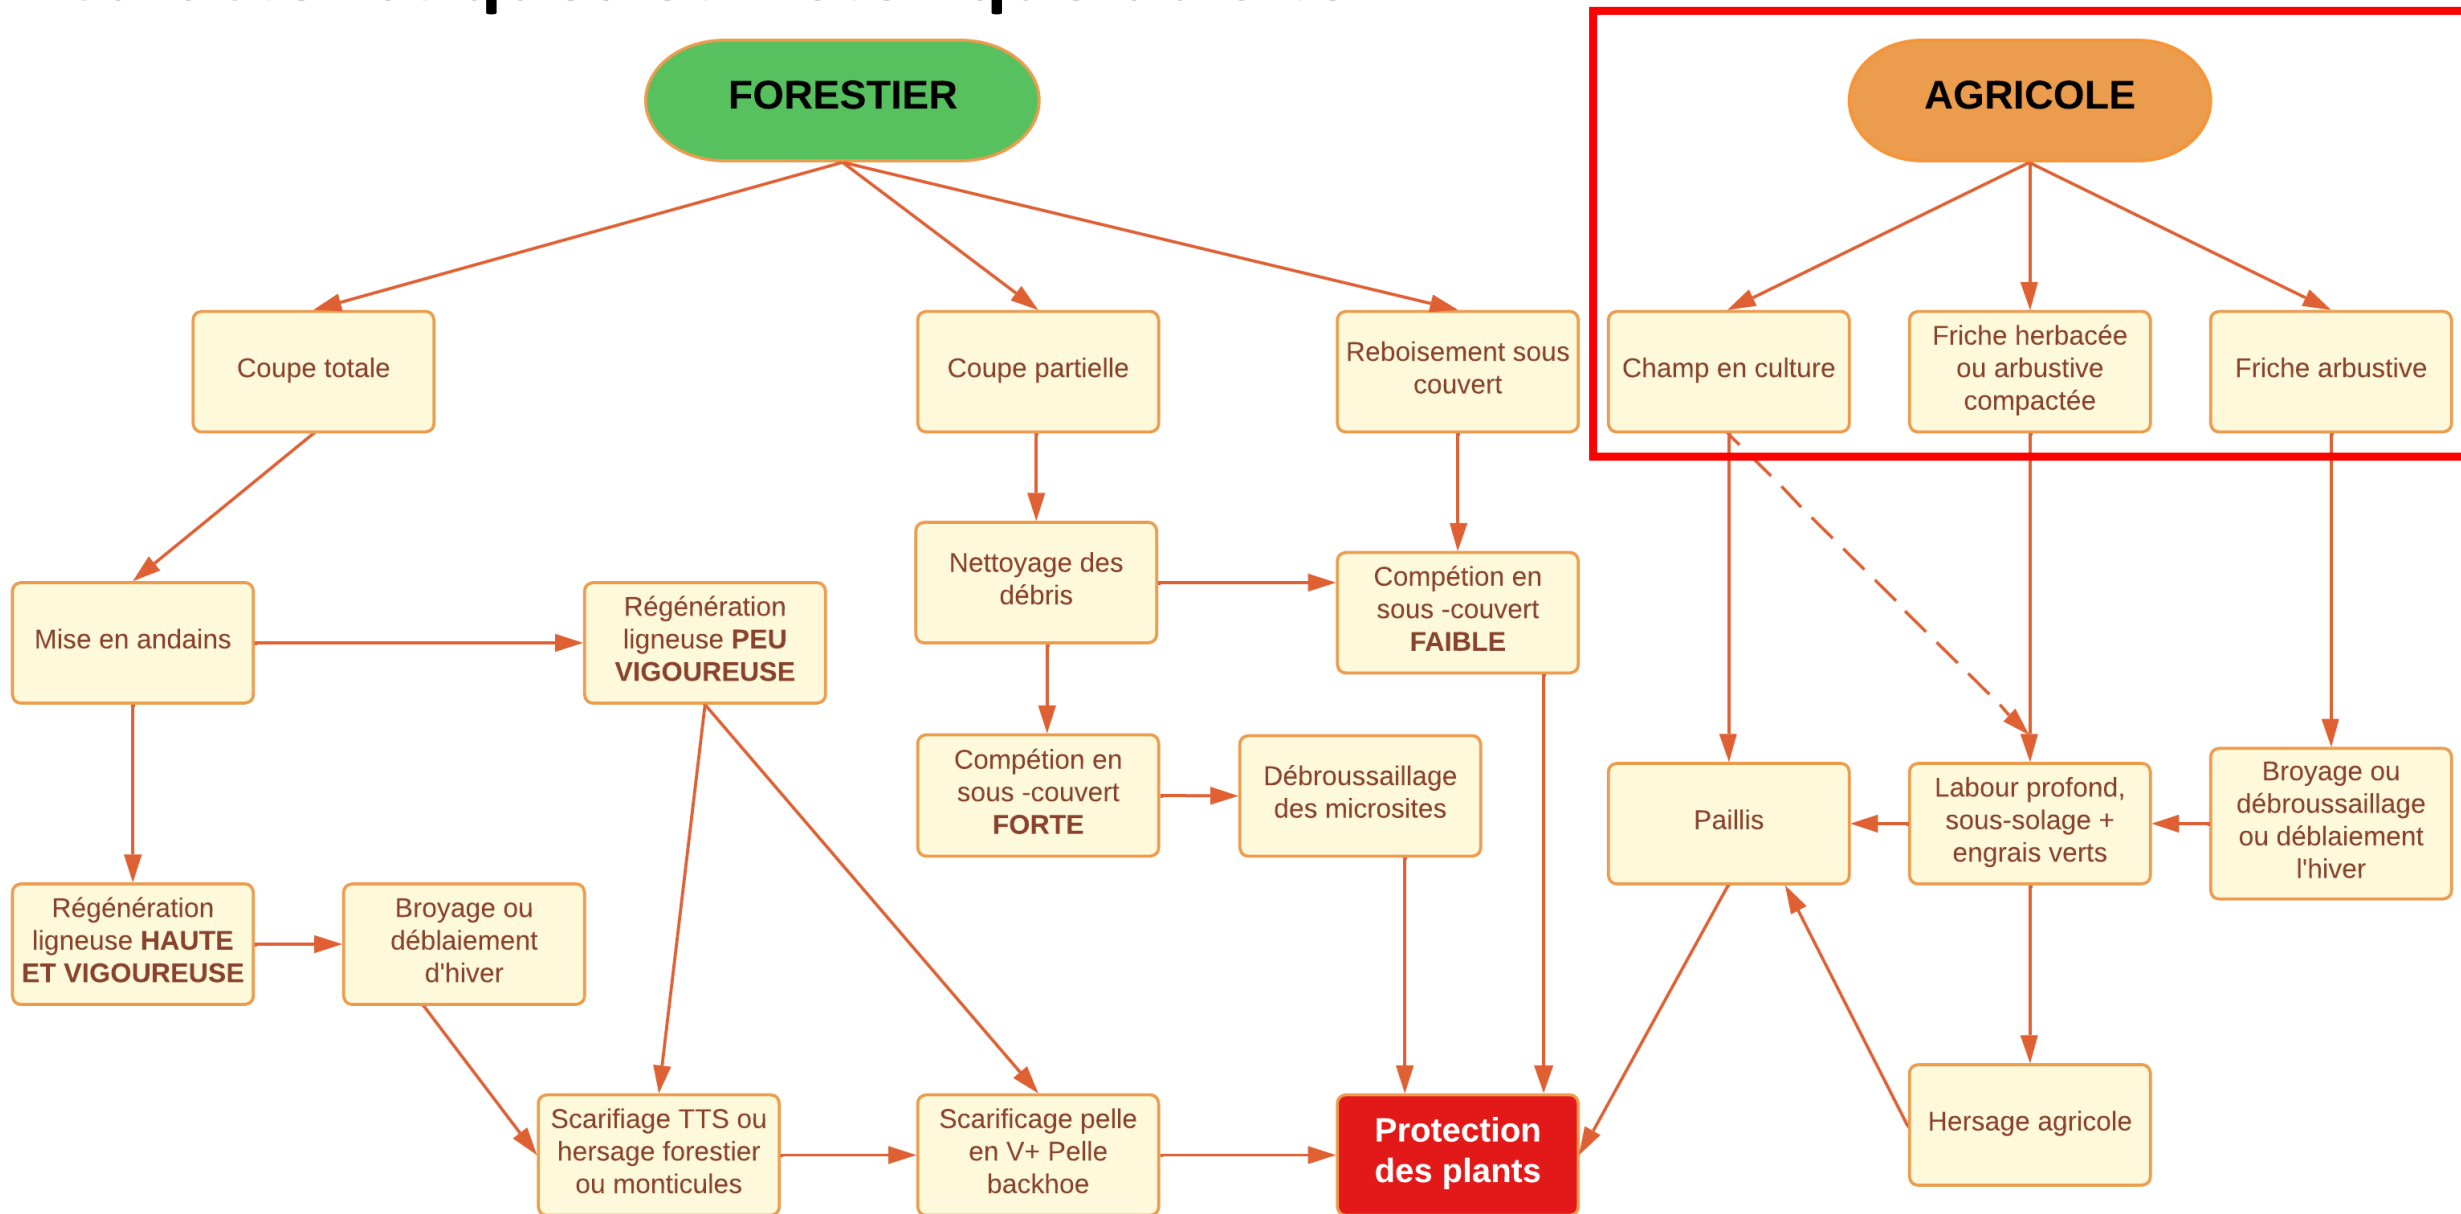 FORESTIER
AGRICOLE
Coupe totale
Coupe partielle
Reboisement sous
couvert
Champ en culture
Friche herbacée
ou arbustive
compactée
Friche arbustive
Mise en andains
Régénération
ligneuse PEU
VIGOUREUSE
Nettoyage des
débris
Compétion en
sous -couvert
FAIBLE
Compétion en
sous -couvert
FORTE
Débroussaillage
des microsites
Paillis
Labour profond,
sous-solage +
engrais verts
Broyage ou
débroussaillage
ou déblaiement
l'hiver
Régénération
ligneuse HAUTE
ET VIGOUREUSE
Broyage ou
déblaiement
d'hiver
Scarifiage TTS ou
hersage forestier
ou monticules
Scarificage pelle
en V+ Pelle
backhoe
Protection
des plants
Hersage agricole